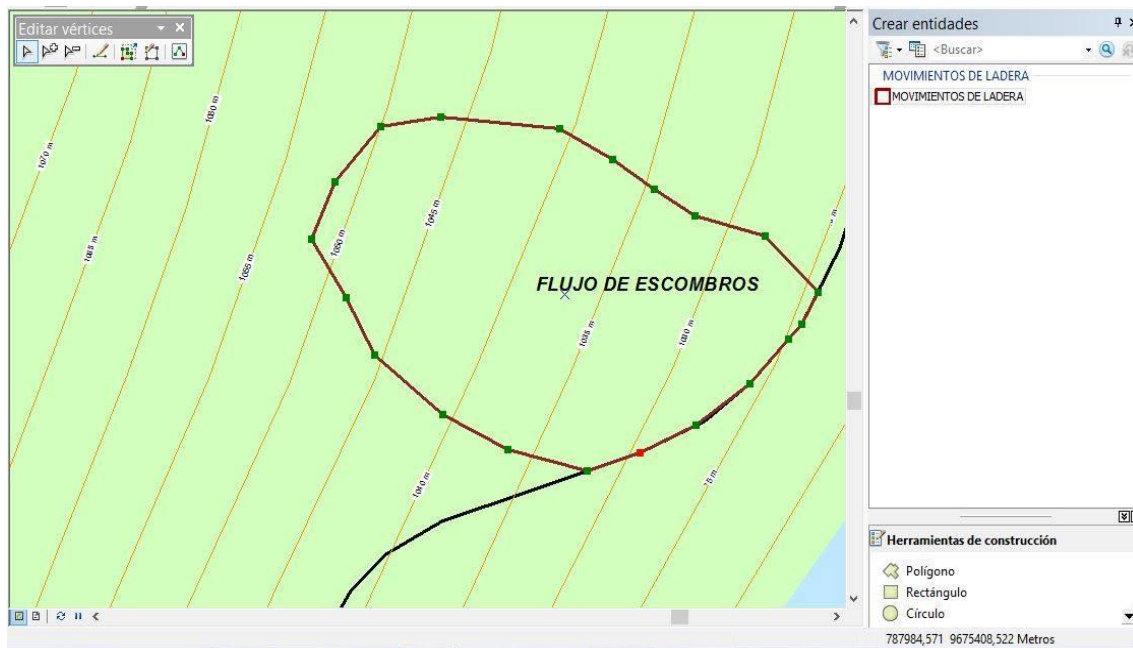 Editar vértices
1070 m
1060 m
1065 m
1055 m
1050 m
1045 m
FLUJO DE ESCOMBROS
1035 m
1030 m
1040 m
Crear entidades
<Buscar>
MOVIMIENTOS DE LADERA
MOVIMIENTOS DE LADERA
Herramientas de construcción
Polígono
Rectángulo
Círculo
787984,571 9675408,522 Metros